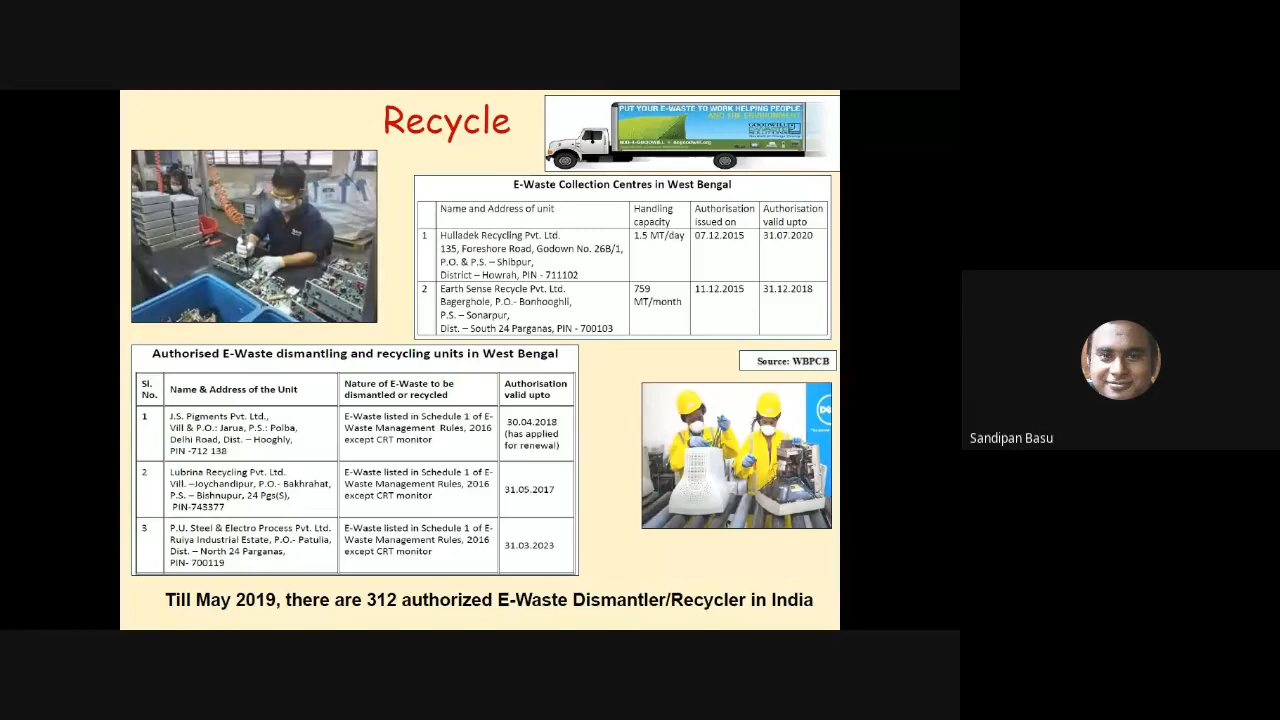 Recycle
PUT YOUR E-WASTE TO WORK HELPING PEOPLE
AND THE ENVIRONMENT
GOODWILL
E-Waste Collection Centres in West Bengal
Name and Address of unit
Handling capacity
Authorisation issued on
Authorisation valid upto
1
Hulladek Recycling Pvt. Ltd.
135, Foreshore Road, Godown No. 26B/1,
P.O. & P.S. – Shibpur,
District – Howrah, PIN - 711102
1.5 MT/day
07.12.2015
31.07.2020
2
Earth Sense Recycle Pvt. Ltd.
Bagerghole, P.O.- Bonhooghli,
P.S. – Sonarpur,
Dist. – South 24 Parganas, PIN - 700103
759
MT/month
11.12.2015
31.12.2018
Source: WBPCB
Authorised E-Waste dismantling and recycling units in West Bengal
Sl.
No.
Name & Address of the Unit
Nature of E-Waste to be
dismantled or recycled
Authorisation
valid upto
1
J.S. Pigments Pvt. Ltd.,
Vill & P.O.: Jarua, P.S.: Polba,
Delhi Road, Dist. – Hooghly,
PIN -712 138
E-Waste listed in Schedule 1 of E-
Waste Management Rules, 2016
except CRT monitor
30.04.2018
(has applied
for renewal)
2
Lubrina Recycling Pvt. Ltd.
Vill. –Joychandipur, P.O.- Bakhrahat,
P.S. – Bishnupur, 24 Pgs(S),
PIN-743377
E-Waste listed in Schedule 1 of E-
Waste Management Rules, 2016
except CRT monitor
31.05.2017
3
P.U. Steel & Electro Process Pvt. Ltd.
Ruiya Industrial Estate, P.O.- Patulia,
Dist. – North 24 Parganas,
PIN- 700119
E-Waste listed in Schedule 1 of E-
Waste Management Rules, 2016
except CRT monitor
31.03.2023
Till May 2019, there are 312 authorized E-Waste Dismantler/Recycler in India
Sandipan Basu